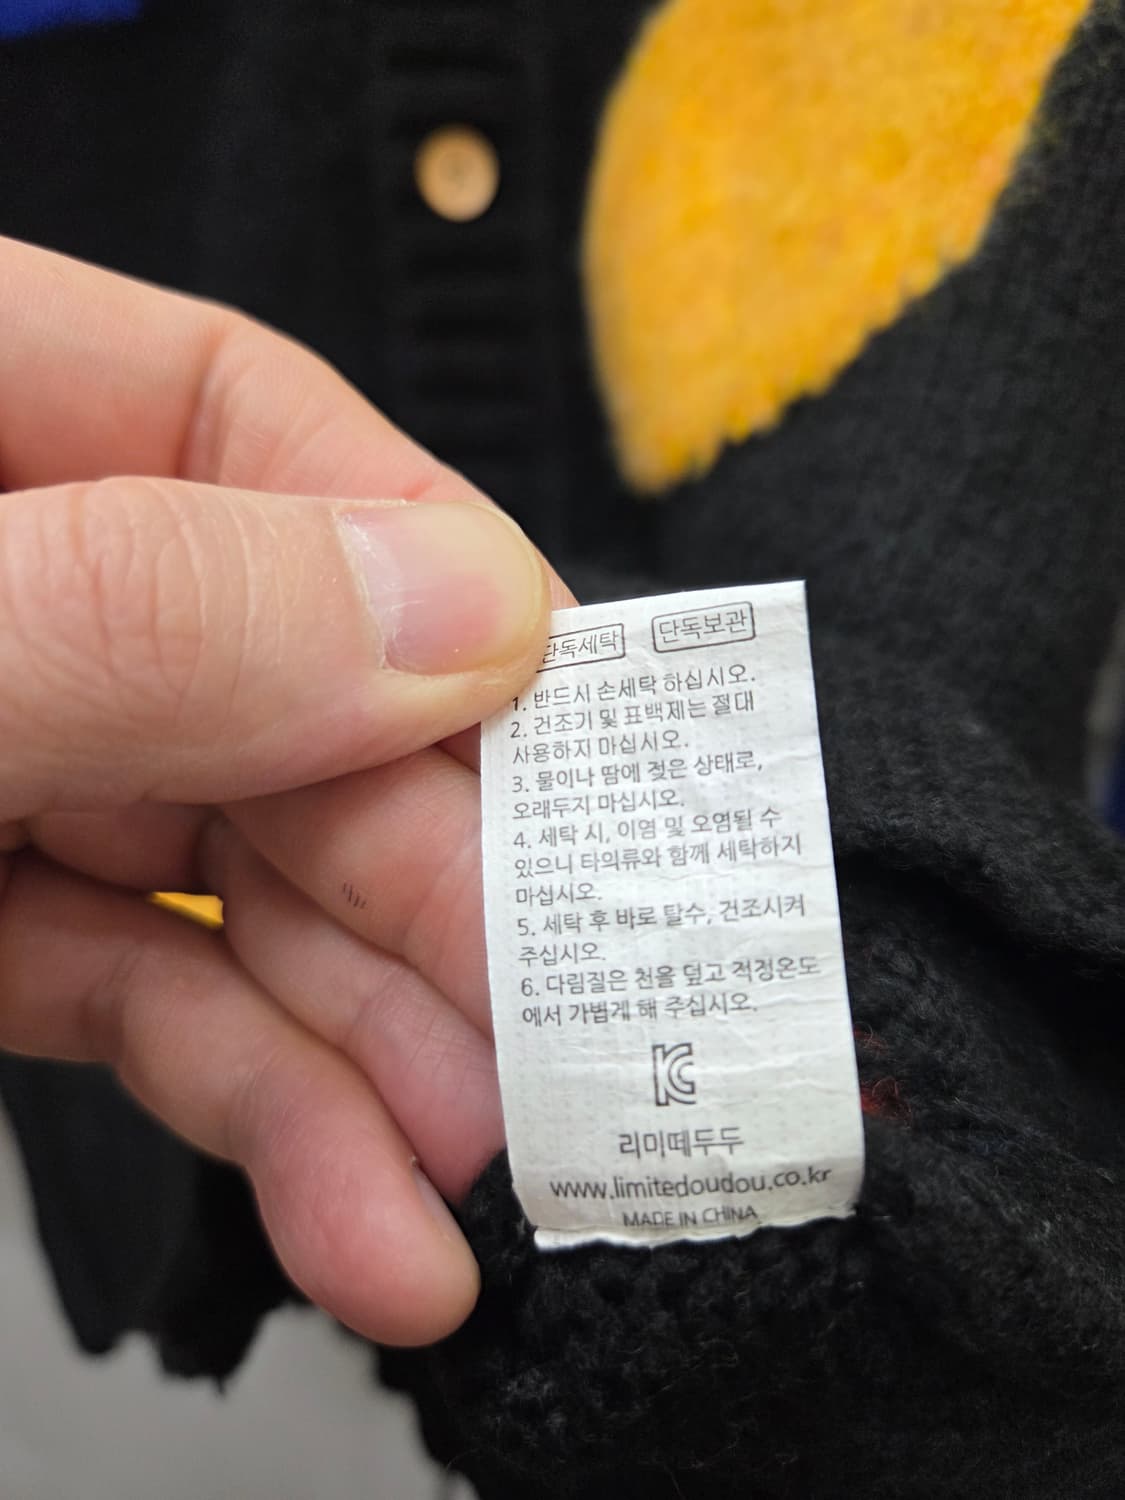 단독세탁 단독보관
1. 반드시 손세탁 하십시오.
2. 건조기 및 표백제는 절대
사용하지 마십시오.
3. 물이나 땀에 젖은 상태로,
오래두지 마십시오.
4. 세탁 시, 이염 및 오염될 수
있으니 타의류와 함께 세탁하지
마십시오.
5. 세탁 후 바로 탈수, 건조시켜
주십시오.
6. 다림질은 천을 덮고 적정온도
에서 가볍게 해 주십시오.
KC
리미떼두두
www.limitedoudou.co.kr
MADE IN CHINA